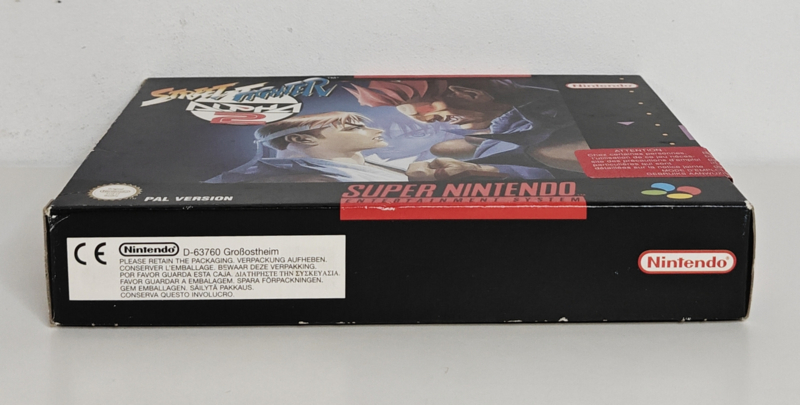 STREET FIGHTER
ALPHA
2
Nintendo
ATTENTION
PAL VERSION
SUPER NINTENDO
ENTERTAINMENT SYSTEM
CE Nintendo D-63760 Großostheim
PLEASE RETAIN THE PACKAGING. VERPACKUNG AUFHEBEN.
CONSERVER L'EMBALLAGE. BSWAAR DEZE VERPAKKING.
POR FAVOR GUARDA ESTA CAJA. ΔΙΑΤΗΡΗΣΤΕ ΤΗΝ ΣΥΣΚΕΥΑΣΙΑ
FAVOR GUARDAR A EMBALAGEM. SPARA FÖRPACKNINGEN.
GEM EMBALLAGEN. SÄILYTÄ PAKKAUS.
CONSERVA QUESTO INVOLUCRO.
Nintendo